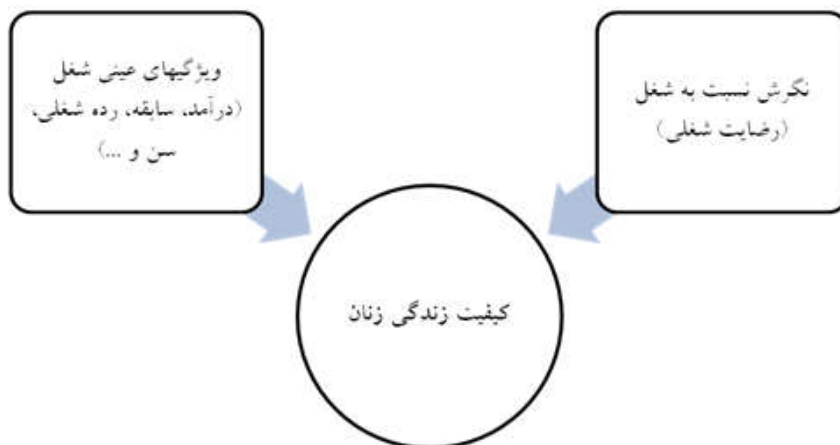 نگرش نسبت به شغل
(رضایت شغلی)
ویژگیهای عینی شغل
(درآمد، سابقه، رده شغلی،
سن و ...)
کیفیت زندگی زنان